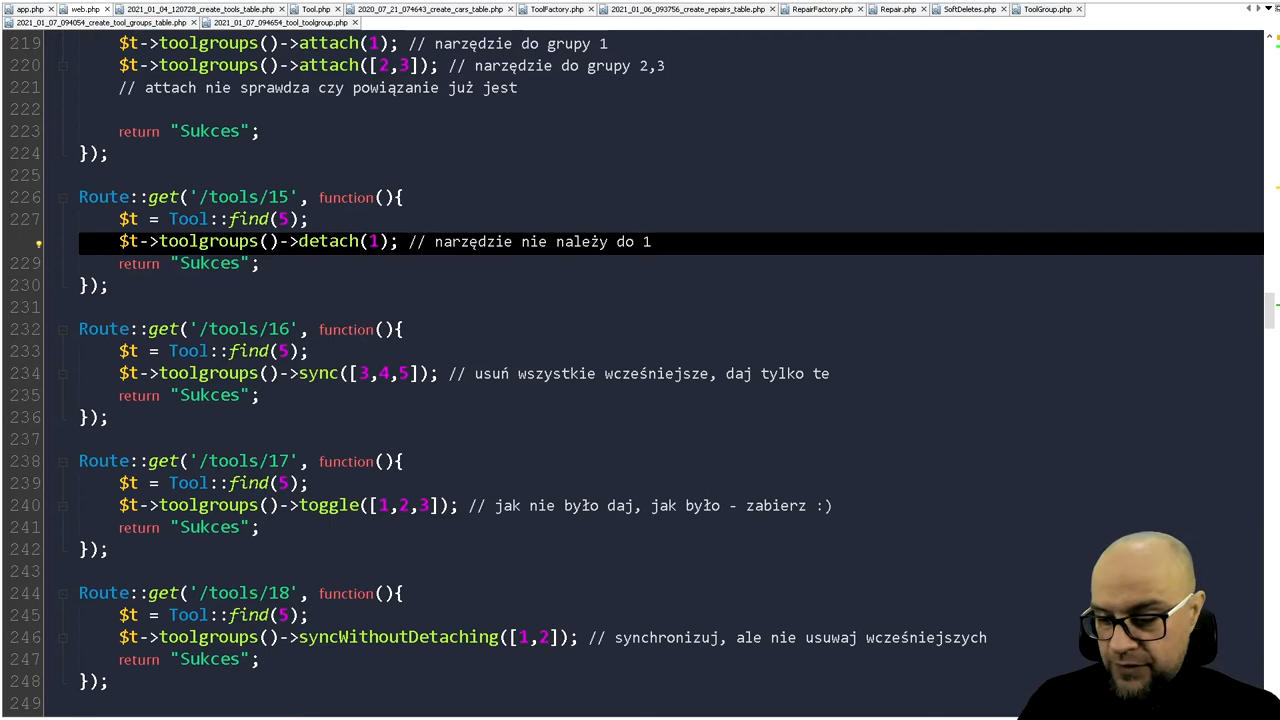 app.php web.php 2021_01_04_120728_create_tools_table.php Tool.php 2020_07_21_074643_create_cars_table.php ToolFactory.php 2021_01_06_093756_create_repairs_table.php RepairFactory.php Repair.php SoftDeletes.php ToolGroup.php
2021_01_07_094054_create_tool_groups_table.php 2021_01_07_094654_tool_toolgroup.php
219 $t->toolgroups()->attach(1); // narzędzie do grupy 1
220 $t->toolgroups()->attach([2,3]); // narzędzie do grupy 2,3
221 // attach nie sprawdza czy powiązanie już jest
222
223 return "Sukces";
224 });
225
226 Route::get('/tools/15', function(){
227 $t = Tool::find(5);
$t->toolgroups()->detach(1); // narzędzie nie należy do 1
229 return "Sukces";
230 });
231
232 Route::get('/tools/16', function(){
233 $t = Tool::find(5);
234 $t->toolgroups()->sync([3,4,5]); // usuń wszystkie wcześniejsze, daj tylko te
235 return "Sukces";
236 });
237
238 Route::get('/tools/17', function(){
239 $t = Tool::find(5);
240 $t->toolgroups()->toggle([1,2,3]); // jak nie było daj, jak było - zabierz :)
241 return "Sukces";
242 });
243
244 Route::get('/tools/18', function(){
245 $t = Tool::find(5);
246 $t->toolgroups()->syncWithoutDetaching([1,2]); // synchronizuj, ale nie usuwaj wcześniejszych
247 return "Sukces";
248 });
249